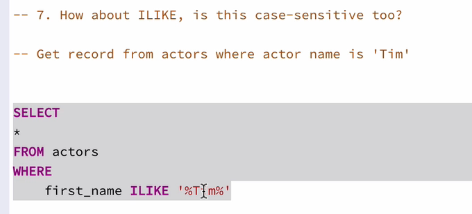 -- 7. How about ILIKE, is this case-sensitive too?
-- Get record from actors where actor name is 'Tim'
SELECT
*
FROM actors
WHERE
first_name ILIKE '%Tim%'